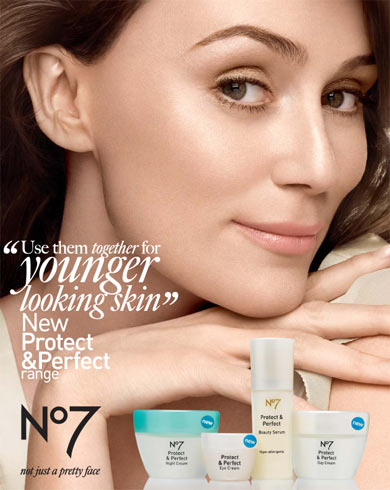 “Use them together for
younger
looking skin”
New
Protect
&Perfect
range
No7
not just a pretty face
No7
Protect
& Perfect
Night Cream
new
No7
Protect
& Perfect
Eye Cream
new
No7
Protect &
Perfect
Beauty Serum
Hypo-allergenic
No7
Protect
& Perfect
Day Cream
new